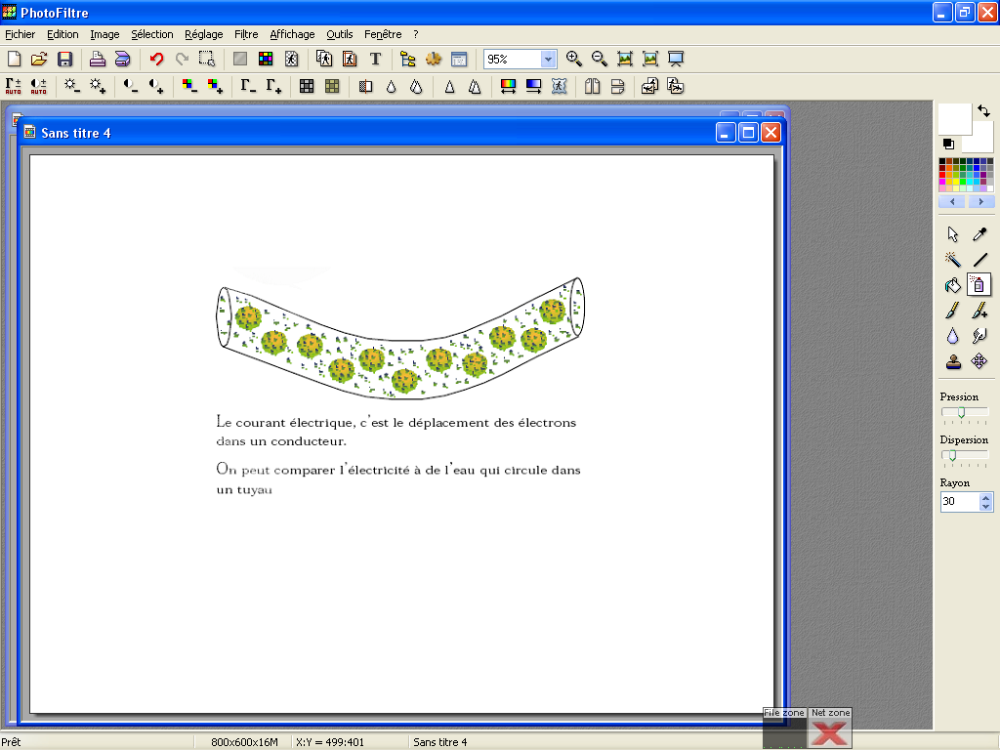 PhotoFiltre
Fichier Edition Image Sélection Réglage Filtre Affichage Outils Fenêtre ?
95%
AUTO AUTO
Sans titre 4
Le courant électrique, c'est le déplacement des électrons
dans un conducteur.
On peut comparer l'électricité à de l'eau qui circule dans
un tuyau
Pression
Dispersion
Rayon
30
File zone Net zone
Prêt 800x600x16M X:Y = 499:401 Sans titre 4